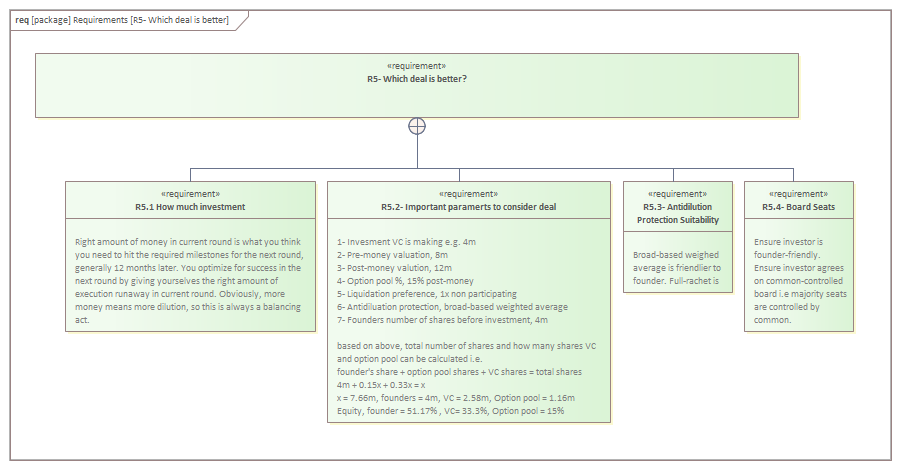 req [package] Requirements [R5- Which deal is better]
«requirement»
R5- Which deal is better?
«requirement»
R5.1 How much investment
Right amount of money in current round is what you think
you need to hit the required milestones for the next round,
generally 12 months later. You optimize for success in the
next round by giving yourselves the right amount of
execution runaway in current round. Obviously, more
money means more dilution, so this is always a balancing
act.
«requirement»
R5.2- Important paramerts to consider deal
1- Invesment VC is making e.g. 4m
2- Pre-money valuation, 8m
3- Post-money valution, 12m
4- Option pool %, 15% post-money
5- Liquidation preference, 1x non participating
6- Antidiluation protection, broad-based weighted average
7- Founders number of shares before investment, 4m
based on above, total number of shares and how many shares VC
and option pool can be calculated i.e.
founder's share + option pool shares + VC shares = total shares
4m + 0.15x + 0.33x = x
x = 7.66m, founders = 4m, VC = 2.58m, Option pool = 1.16m
Equity, founder = 51.17% , VC= 33.3%, Option pool = 15%
«requirement»
R5.3- Antidilution
Protection Suitability
Broad-based weighed
average is friendlier to
founder. Full-rachet is
«requirement»
R5.4- Board Seats
Ensure investor is
founder-friendly.
Ensure investor agrees
on common-controlled
board i.e majority seats
are controlled by
common.